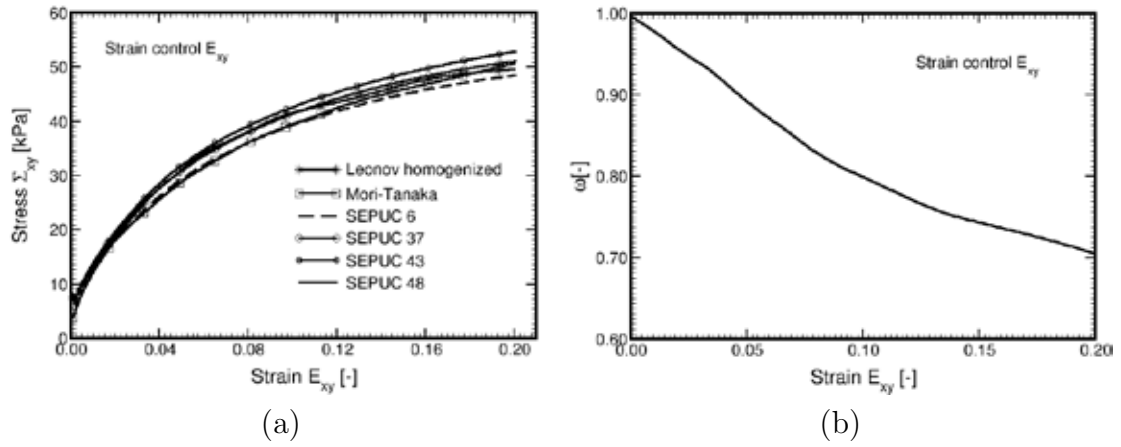 60
50
40
30
20
10
0
0.00 0.04 0.08 0.12 0.16 0.20
Stress Σxy [kPa]
Strain Exy [-]
Strain control Exy
Leonov homogenized
Mori-Tanaka
SEPUC 6
SEPUC 37
SEPUC 43
SEPUC 48
(a)
1.00
0.90
0.80
0.70
0.60
0.00 0.05 0.10 0.15 0.20
ω[-]
Strain Exy [-]
Strain control Exy
(b)